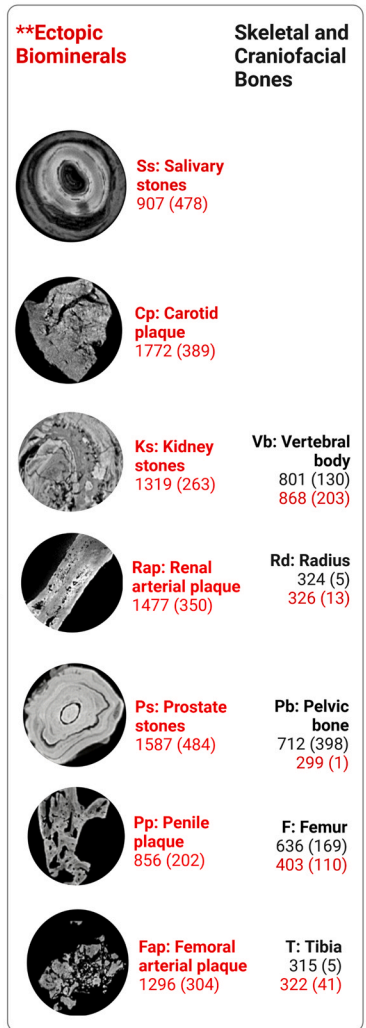 **Ectopic
Biominerals
Skeletal and
Craniofacial
Bones
Ss: Salivary
stones
907 (478)
Cp: Carotid
plaque
1772 (389)
Ks: Kidney
stones
1319 (263)
Vb: Vertebral
body
801 (130)
868 (203)
Rap: Renal
arterial plaque
1477 (350)
Rd: Radius
324 (5)
326 (13)
Ps: Prostate
stones
1587 (484)
Pb: Pelvic
bone
712 (398)
299 (1)
Pp: Penile
plaque
856 (202)
F: Femur
636 (169)
403 (110)
Fap: Femoral
arterial plaque
1296 (304)
T: Tibia
315 (5)
322 (41)